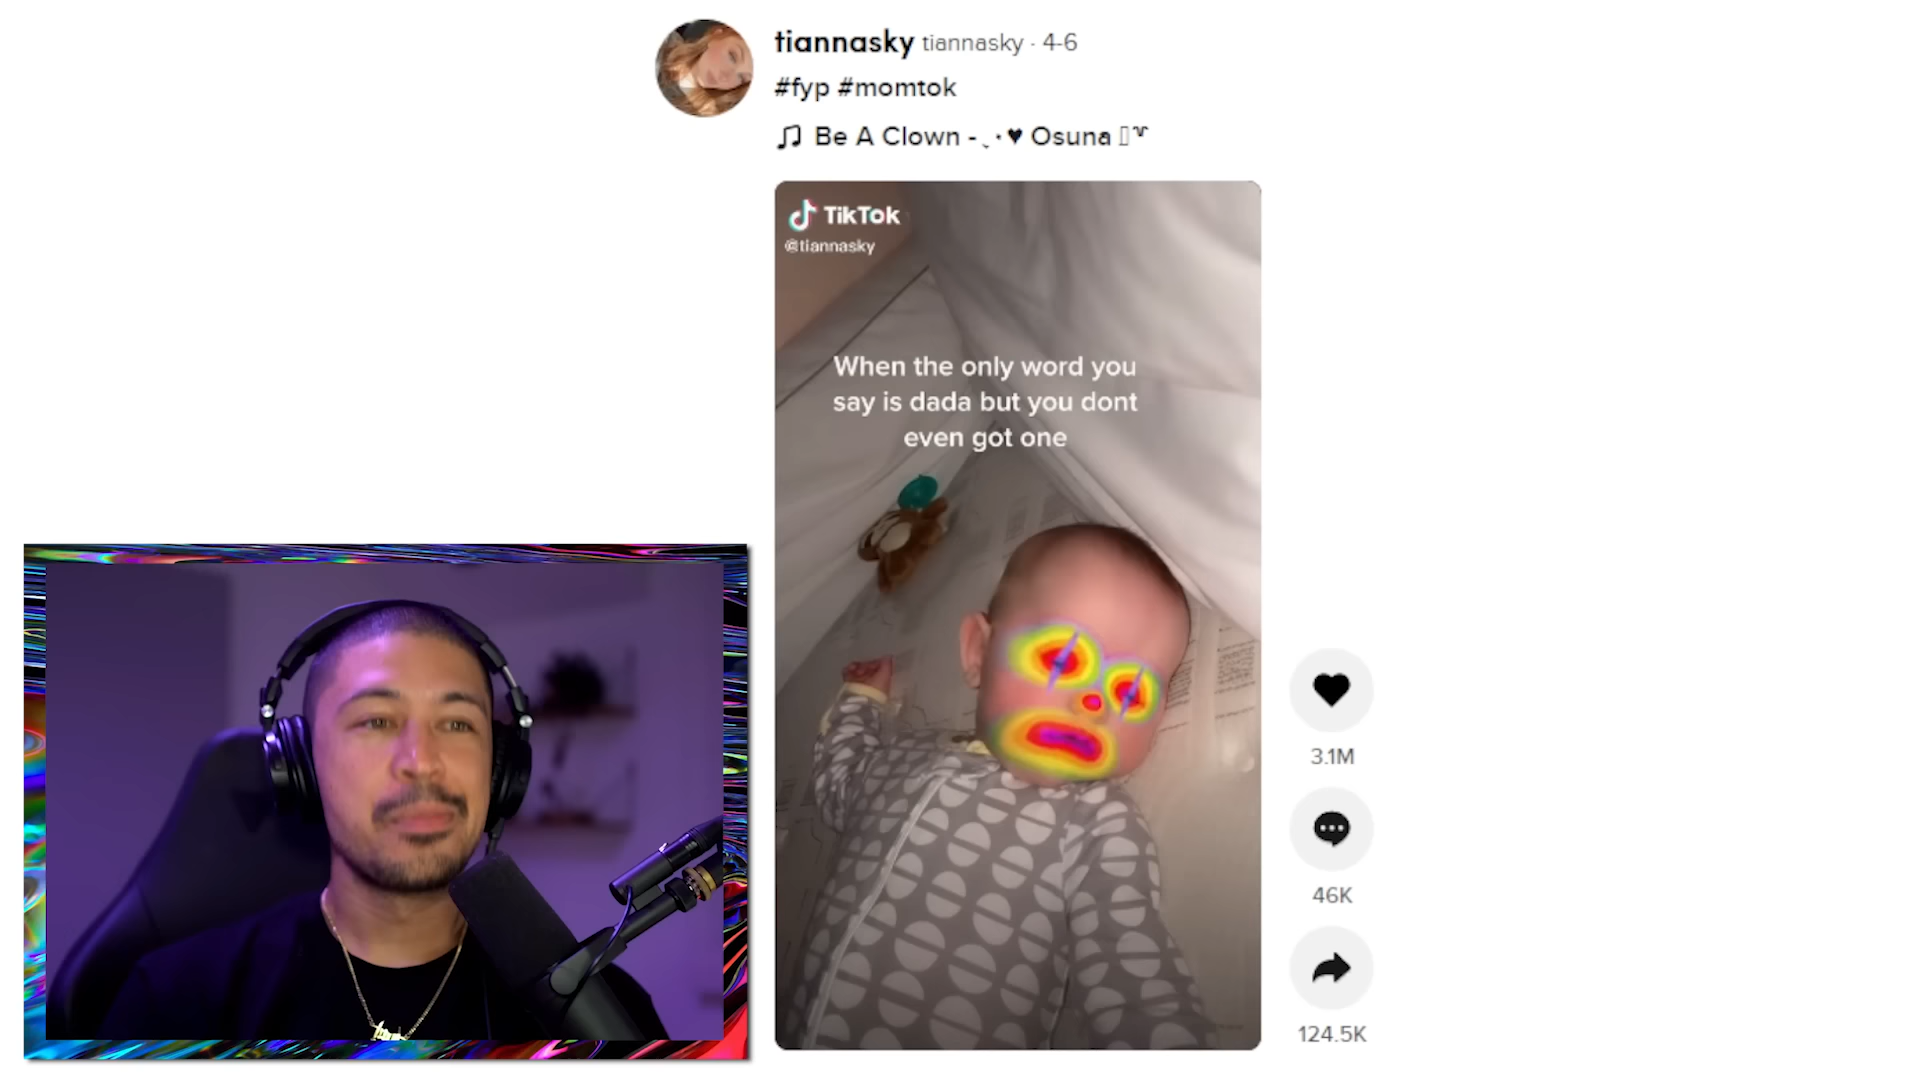 tiannasky tiannasky · 4-6
#fyp #momtok
Be A Clown - ˯·♥ Osuna
TikTok
@tiannasky
When the only word you
say is dada but you dont
even got one
3.1M
46K
124.5K